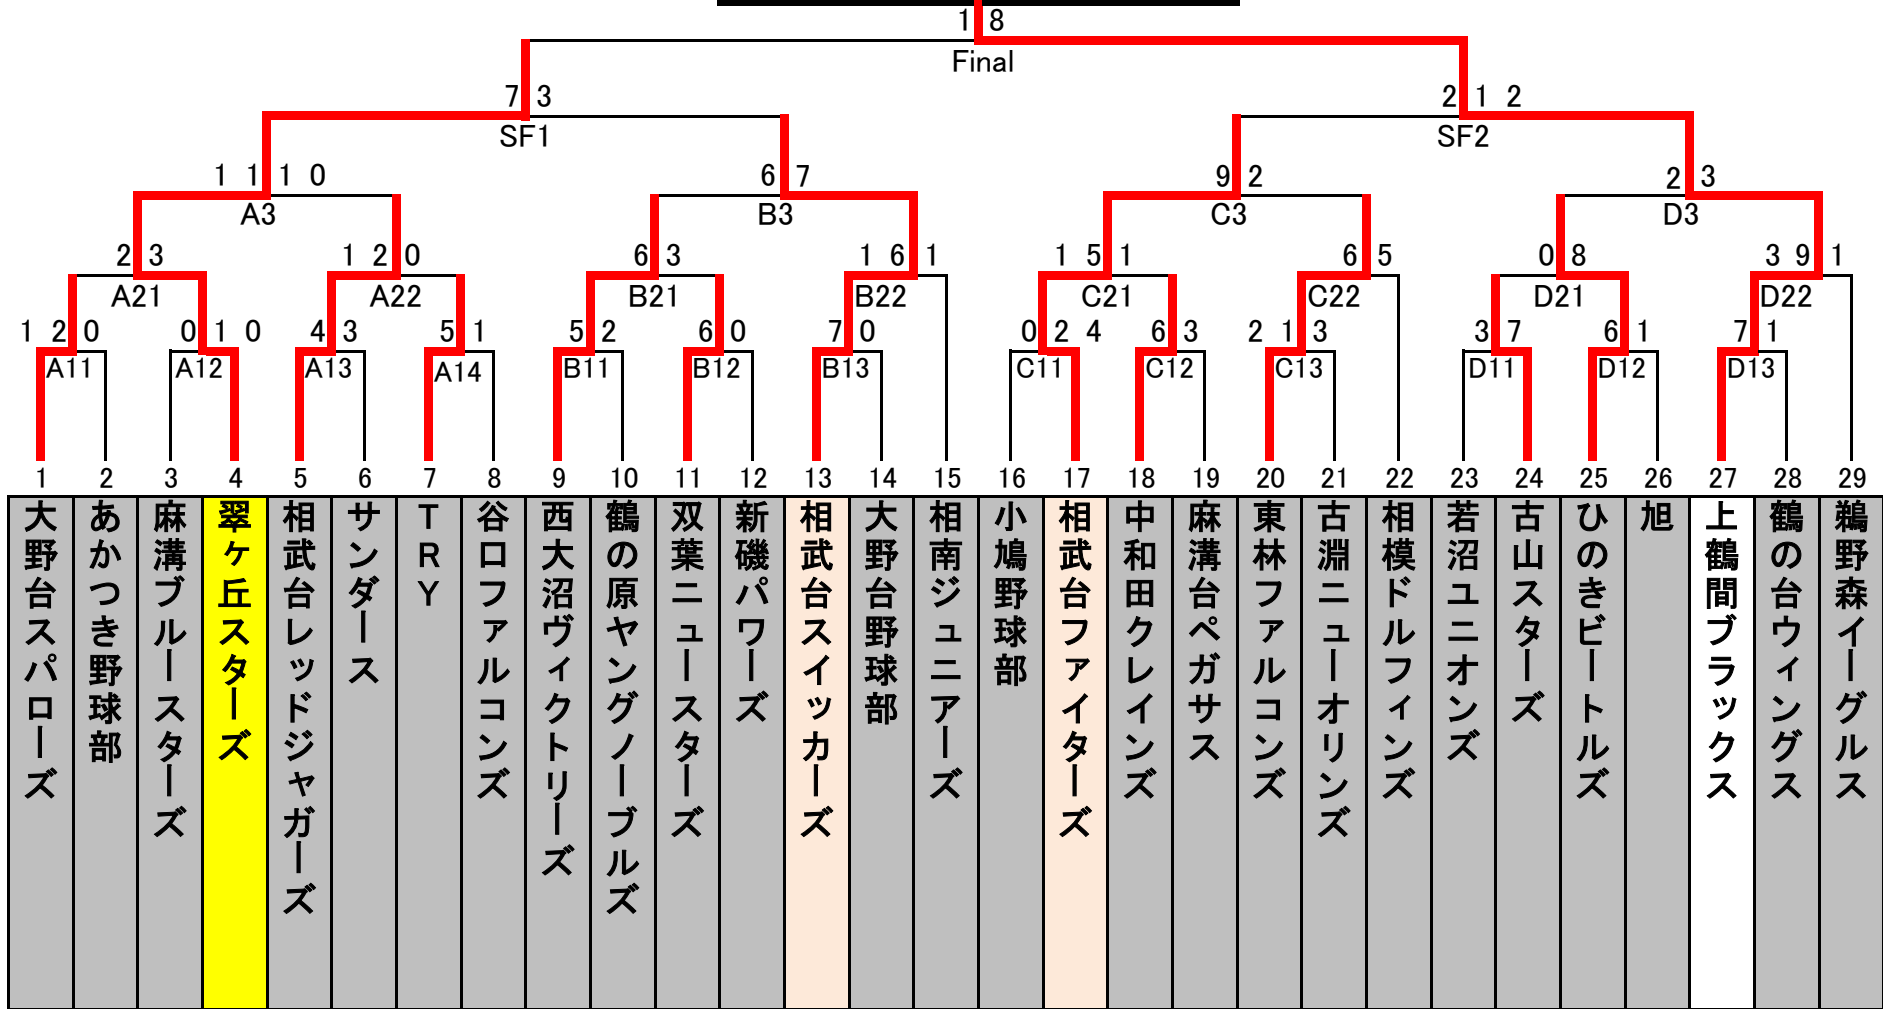 1 8
Final
7 3
2 1 2
SF1
SF2
1 1 1 0
6 7
9 2
2 3
A3
B3
C3
D3
2 3
1 2 0
6 3
1 6 1
1 5 1
6 5
0 8
3 9 1
A21
A22
B21
B22
C21
C22
D21
D22
1 2 0
0 1 0
4 3
5 1
5 2
6 0
7 0
0 2 4
6 3
2 1 3
3 7
6 1
7 1
A11
A12
A13
A14
B11
B12
B13
C11
C12
C13
D11
D12
D13
1
2
3
4
5
6
7
8
9
10
11
12
13
14
15
16
17
18
19
20
21
22
23
24
25
26
27
28
29
大野台スパローズ
あかつき野球部
麻溝ブルースターズ
翠ヶ丘スターズ
相武台レッドジャガーズ
サンダース
TRY
谷口ファルコンズ
西大沼ヴィクトリーズ
鶴の原ヤングノーブルズ
双葉ニュースターズ
新磯パワーズ
相武台スイッカーズ
大野台野球部
相南ジュニアーズ
小鳩野球部
相武台ファイターズ
中和田クレインズ
麻溝台ペガサス
東林ファルコンズ
古淵ニューオリンズ
相模ドルフィンズ
若沼ユニオンズ
古山スターズ
ひのきビートルズ
旭
上鶴間ブラックス
鶴の台ウィングス
鵜野森イーグルス